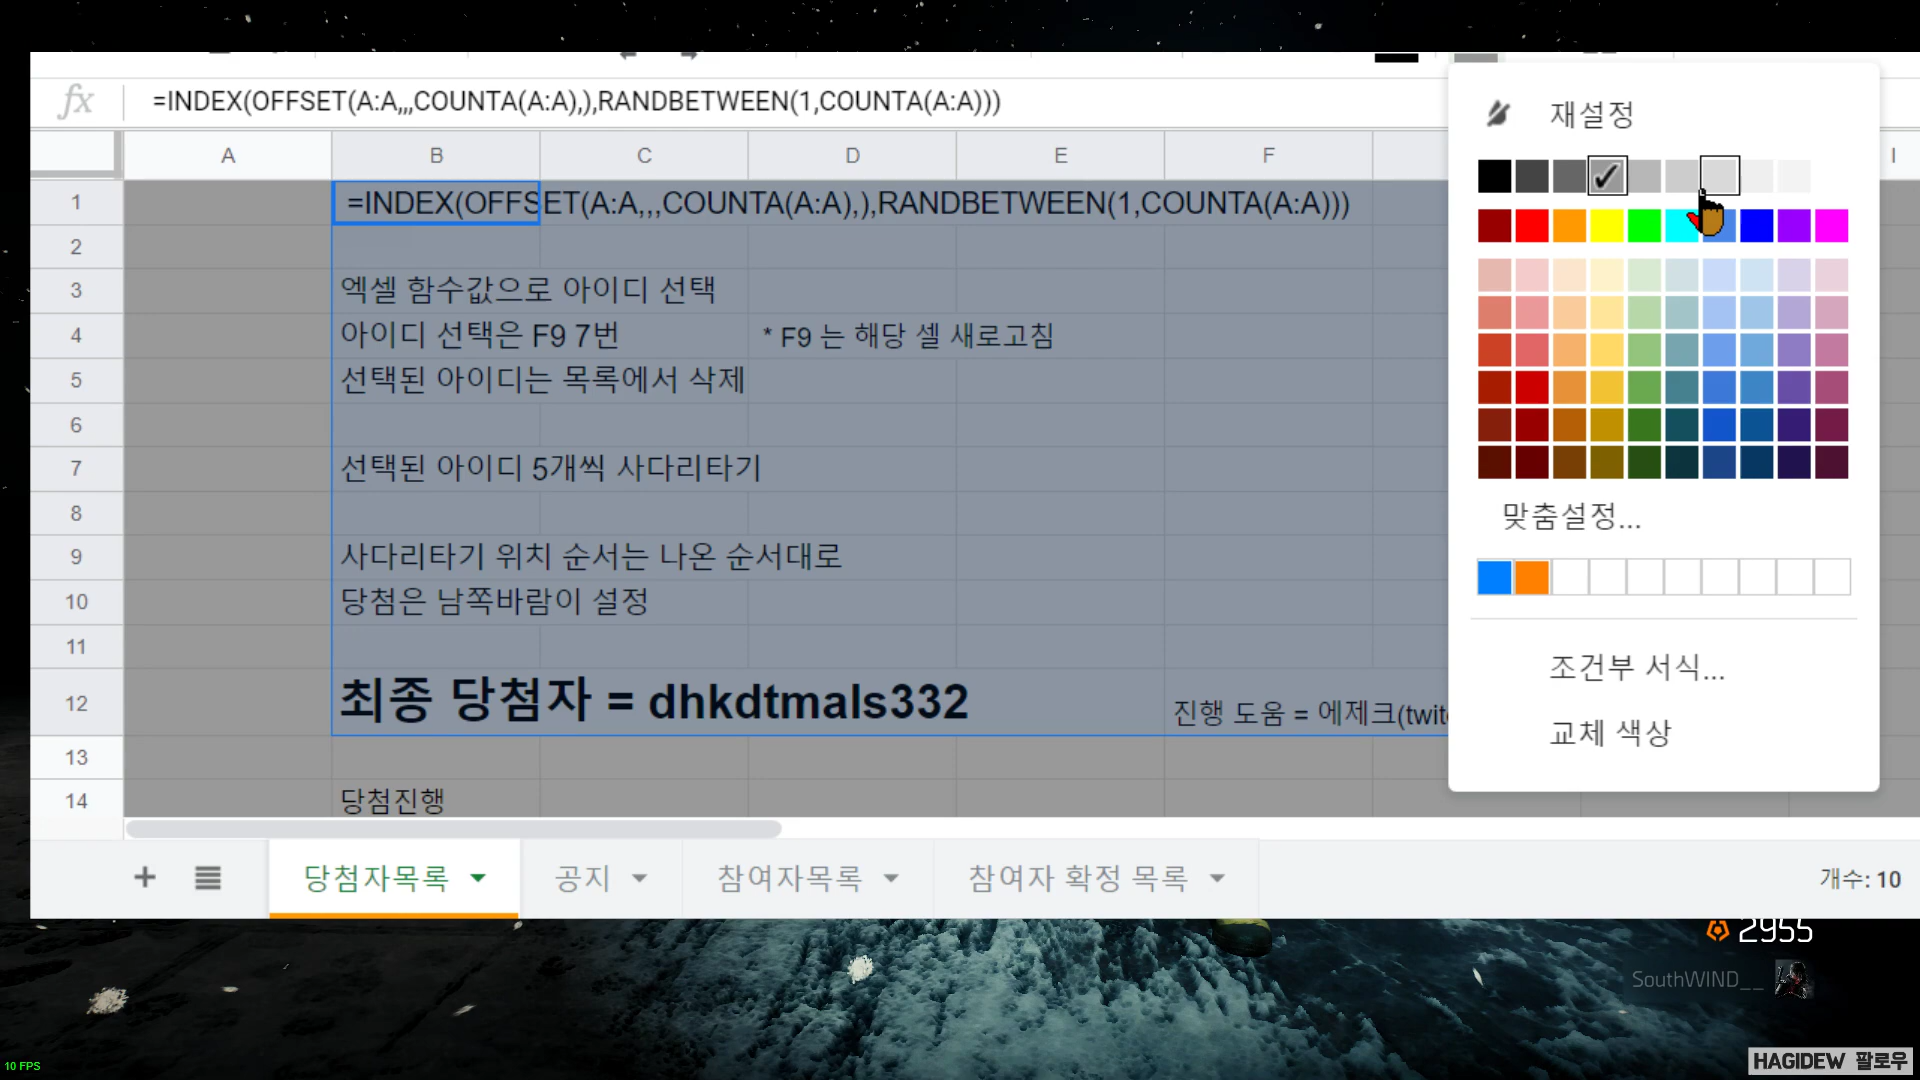 =INDEX(OFFSET(A:A,,,COUNTA(A:A),),RANDBETWEEN(1,COUNTA(A:A)))
재설정
A B C D E F I
1 =INDEX(OFFSET(A:A,,,COUNTA(A:A),),RANDBETWEEN(1,COUNTA(A:A)))
2
3 엑셀 함수값으로 아이디 선택
4 아이디 선택은 F9 7번 * F9 는 해당 셀 새로고침
5 선택된 아이디는 목록에서 삭제
6
7 선택된 아이디 5개씩 사다리타기
8
9 사다리타기 위치 순서는 나온 순서대로
10 당첨은 남쪽바람이 설정
11
12 최종 당첨자 = dhkdtmals332 진행 도움 = 에제크(twit
13
14 당첨진행
맞춤설정...
조건부 서식...
교체 색상
당첨자목록 공지 참여자목록 참여자 확정 목록 개수: 10
2955
SouthWIND__
10 FPS
HAGIDEW 팔로우